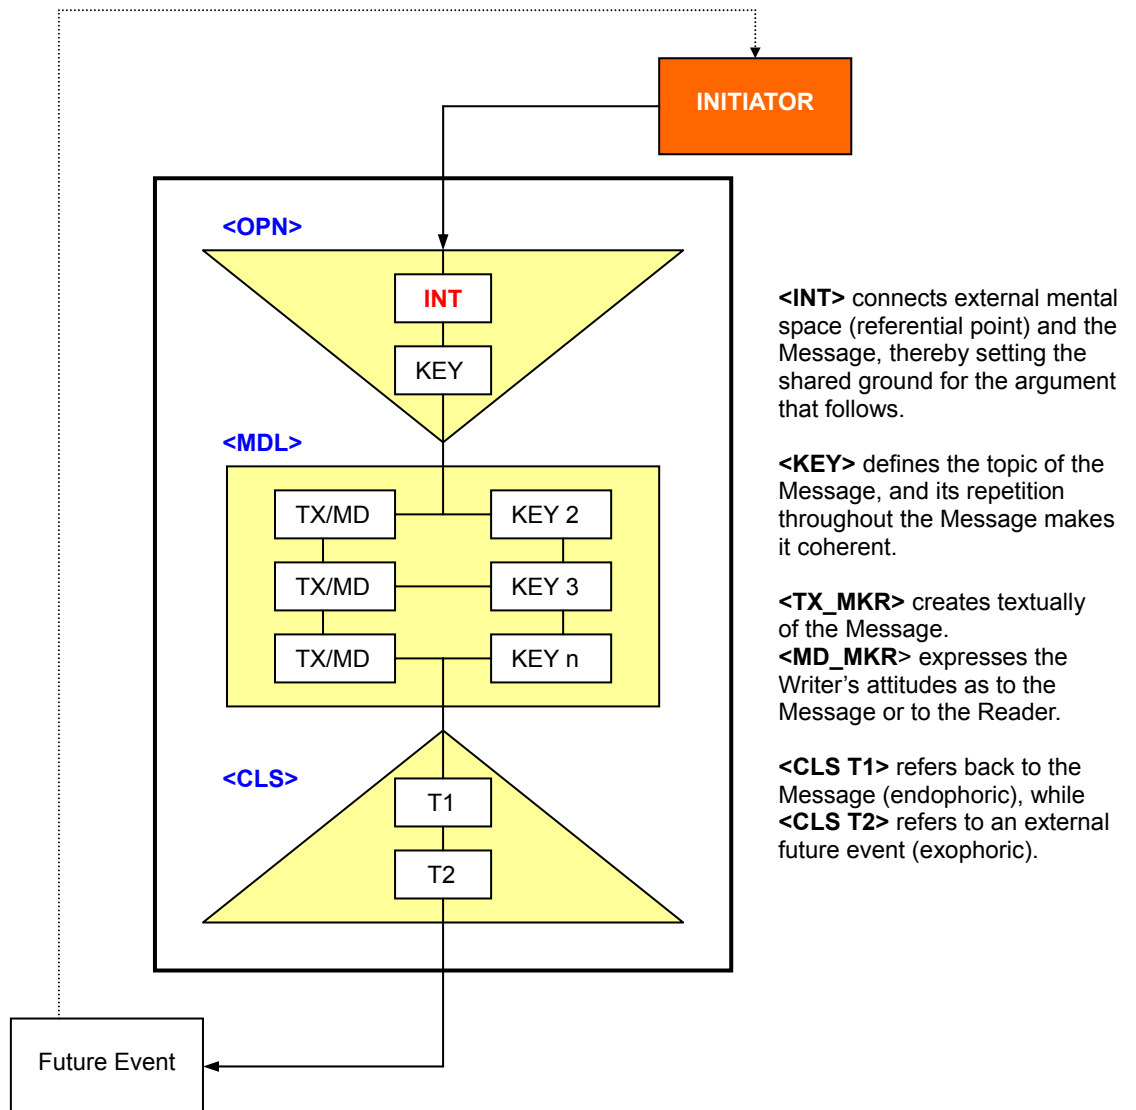 INITIATOR
<OPN>
INT
KEY
<MDL>
TX/MD
KEY 2
TX/MD
KEY 3
TX/MD
KEY n
<CLS>
T1
T2
Future Event
<INT> connects external mental
space (referential point) and the
Message, thereby setting the
shared ground for the argument
that follows.
<KEY> defines the topic of the
Message, and its repetition
throughout the Message makes
it coherent.
<TX_MKR> creates textually
of the Message.
<MD_MKR> expresses the
Writer’s attitudes as to the
Message or to the Reader.
<CLS T1> refers back to the
Message (endophoric), while
<CLS T2> refers to an external
future event (exophoric).